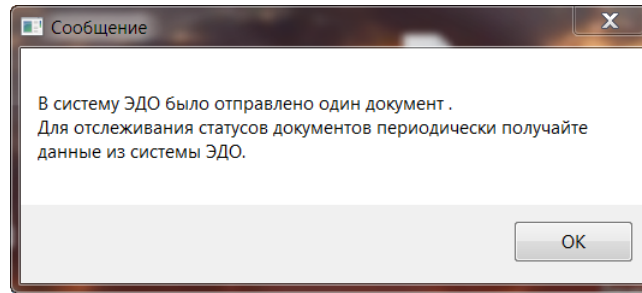 Сообщение
X
В систему ЭДО было отправлено один документ .
Для отслеживания статусов документов периодически получайте
данные из системы ЭДО.
OK